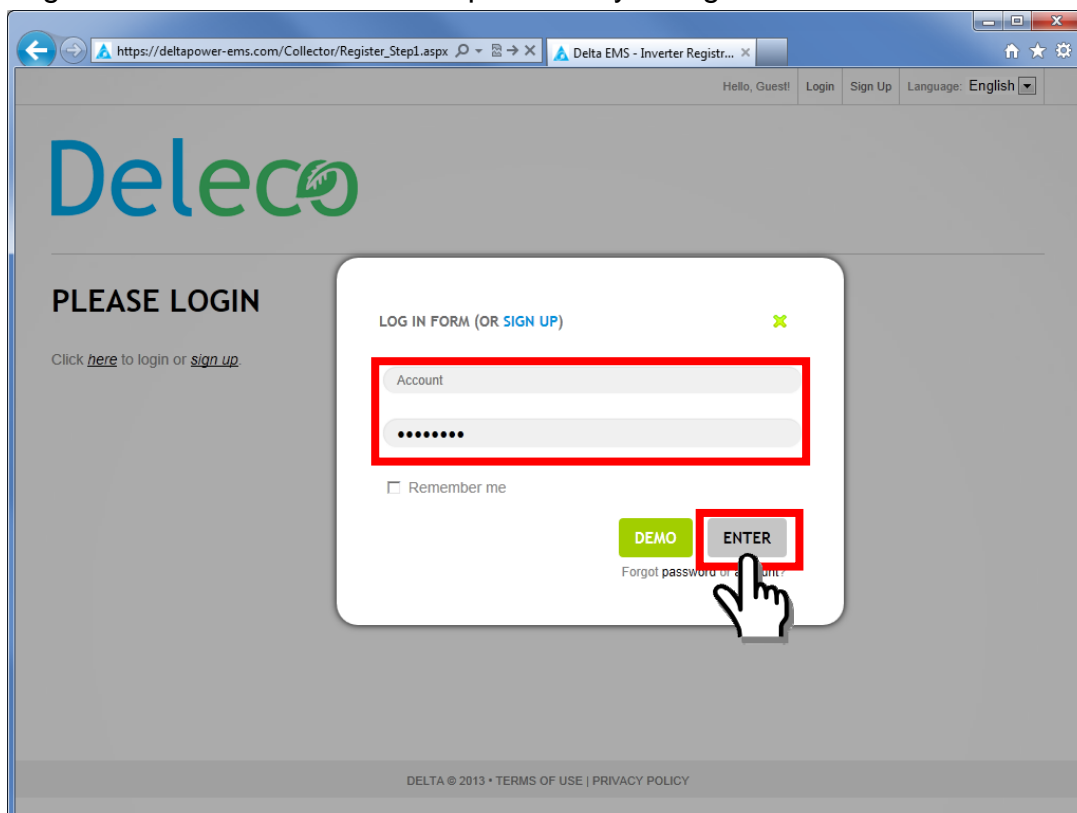 https://deltapower-ems.com/Collector/Register_Step1.aspx
Delta EMS - Inverter Registr...
Hello, Guest! Login Sign Up Language: English
Deleco
PLEASE LOGIN
Click here to login or sign up.
LOG IN FORM (OR SIGN UP)
Account
••••••••
Remember me
DEMO ENTER
Forgot password or account?
DELTA @ 2013 • TERMS OF USE | PRIVACY POLICY